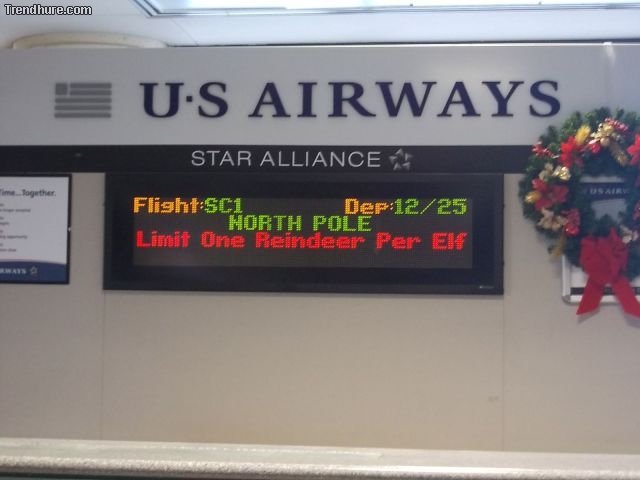 Trendhure.com
U·S AIRWAYS
STAR ALLIANCE
Time...Together.
Flight:SC1 Dep:12/25
NORTH POLE
Limit One Reindeer Per Elf
US AIRWAYS